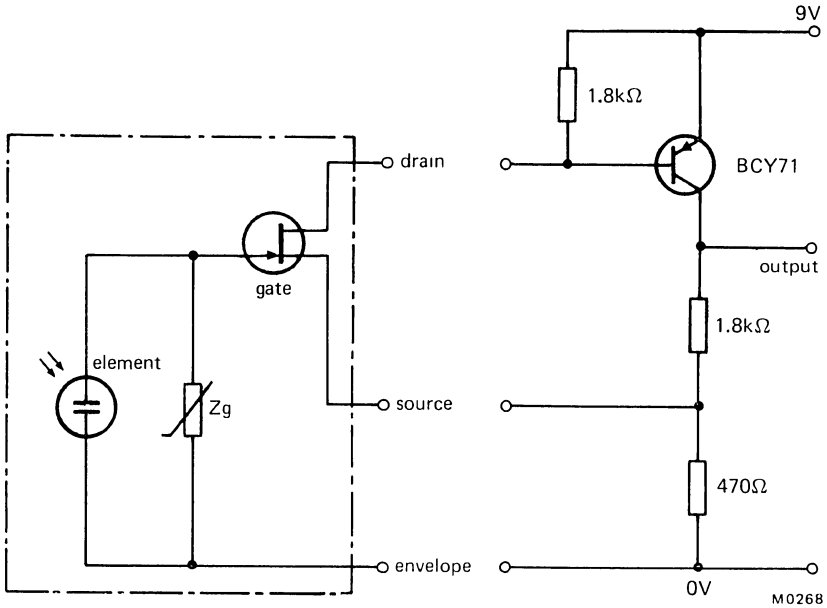 9V
1.8kΩ
drain
BCY71
output
gate
1.8kΩ
element
Zg
source
470Ω
envelope
0V
M0268